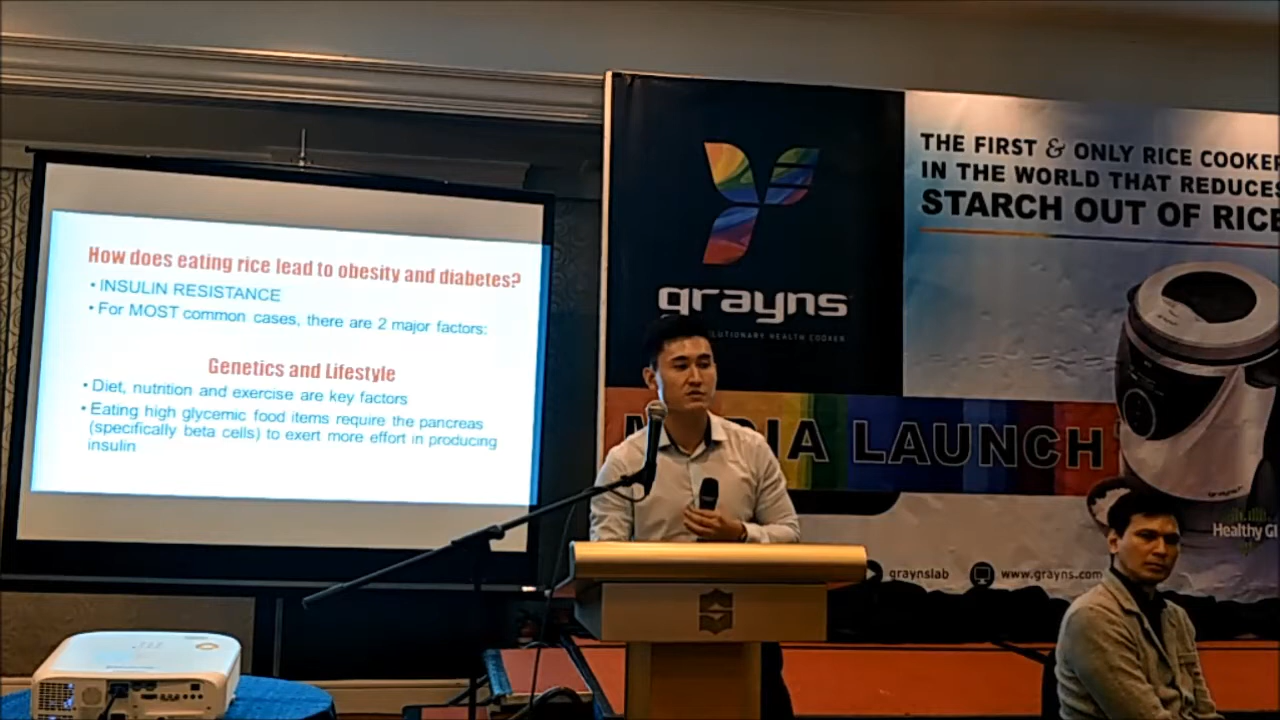 How does eating rice lead to obesity and diabetes?
• INSULIN RESISTANCE
• For MOST common cases, there are 2 major factors:
Genetics and Lifestyle
• Diet, nutrition and exercise are key factors
• Eating high glycemic food items require the pancreas
(specifically beta cells) to exert more effort in producing
insulin
grayns
LUTIONARY HEALTH COOKER
THE FIRST & ONLY RICE COOKER
IN THE WORLD THAT REDUCES
STARCH OUT OF RICE
LAUNCH
grayns
Healthy GI
graynslab
www.grayns.com